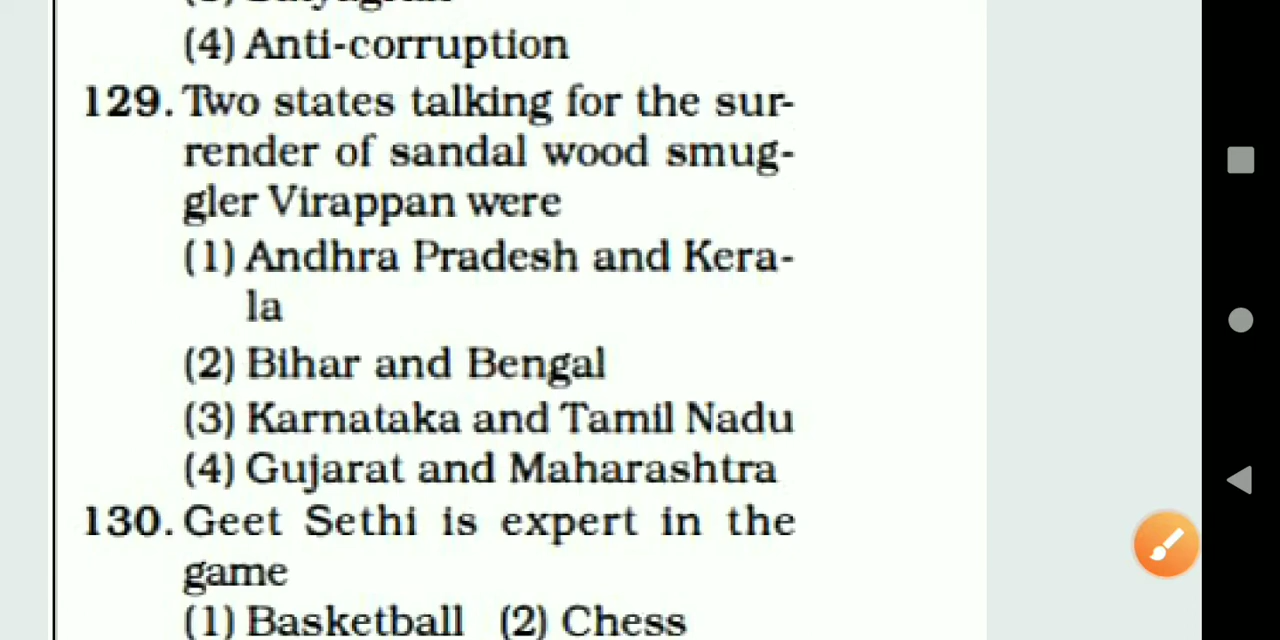 (4) Anti-corruption
129. Two states talking for the sur-
render of sandal wood smug-
gler Virappan were
(1) Andhra Pradesh and Kera-
la
(2) Bihar and Bengal
(3) Karnataka and Tamil Nadu
(4) Gujarat and Maharashtra
130. Geet Sethi is expert in the
game
(1) Basketball (2) Chess